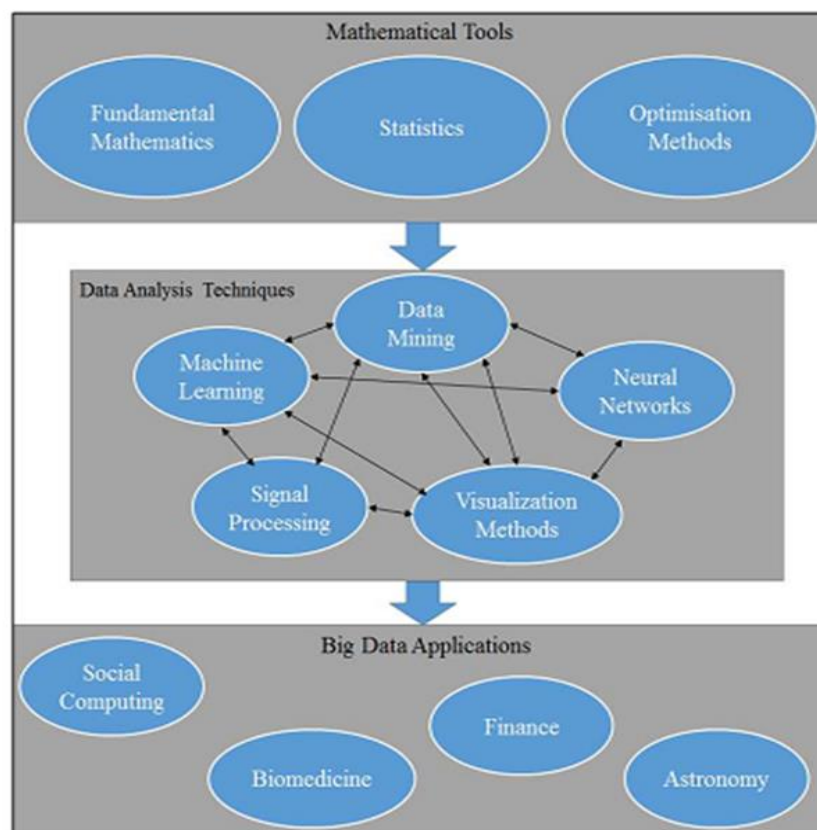 Mathematical Tools
Fundamental
Mathematics
Statistics
Optimisation
Methods
Data Analysis Techniques
Data
Mining
Machine
Learning
Neural
Networks
Signal
Processing
Visualization
Methods
Big Data Applications
Social
Computing
Finance
Biomedicine
Astronomy